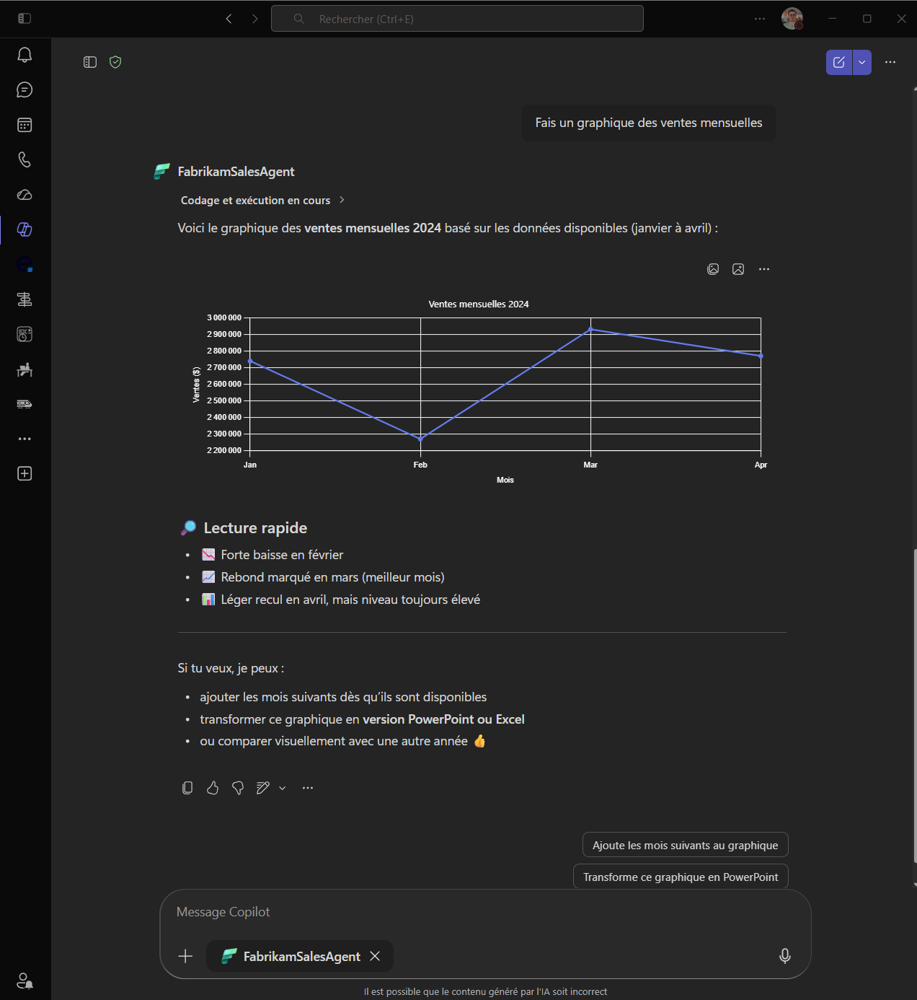 Rechercher (Ctrl+E)
Fais un graphique des ventes mensuelles
FabrikamSalesAgent
Codage et exécution en cours
Voici le graphique des ventes mensuelles 2024 basé sur les données disponibles (janvier à avril) :
Ventes mensuelles 2024
3 000 000
2 900 000
2 800 000
2 700 000
2 600 000
2 500 000
2 400 000
2 300 000
2 200 000
Ventes ($)
Jan Feb Mar Apr
Mois
Lecture rapide
• Forte baisse en février
• Rebond marqué en mars (meilleur mois)
• Léger recul en avril, mais niveau toujours élevé
Si tu veux, je peux :
• ajouter les mois suivants dès qu’ils sont disponibles
• transformer ce graphique en version PowerPoint ou Excel
• ou comparer visuellement avec une autre année 👍
Ajoute les mois suivants au graphique
Transforme ce graphique en PowerPoint
Message Copilot
FabrikamSalesAgent
Il est possible que le contenu généré par l’IA soit incorrect